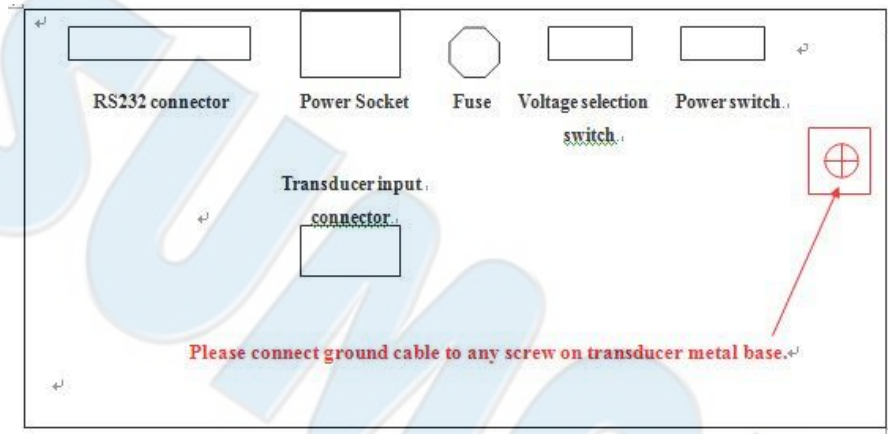 RS232 connector
Power Socket
Fuse
Voltage selection
switch
Power switch
Transducer input
connector
Please connect ground cable to any screw on transducer metal base.
SUMO